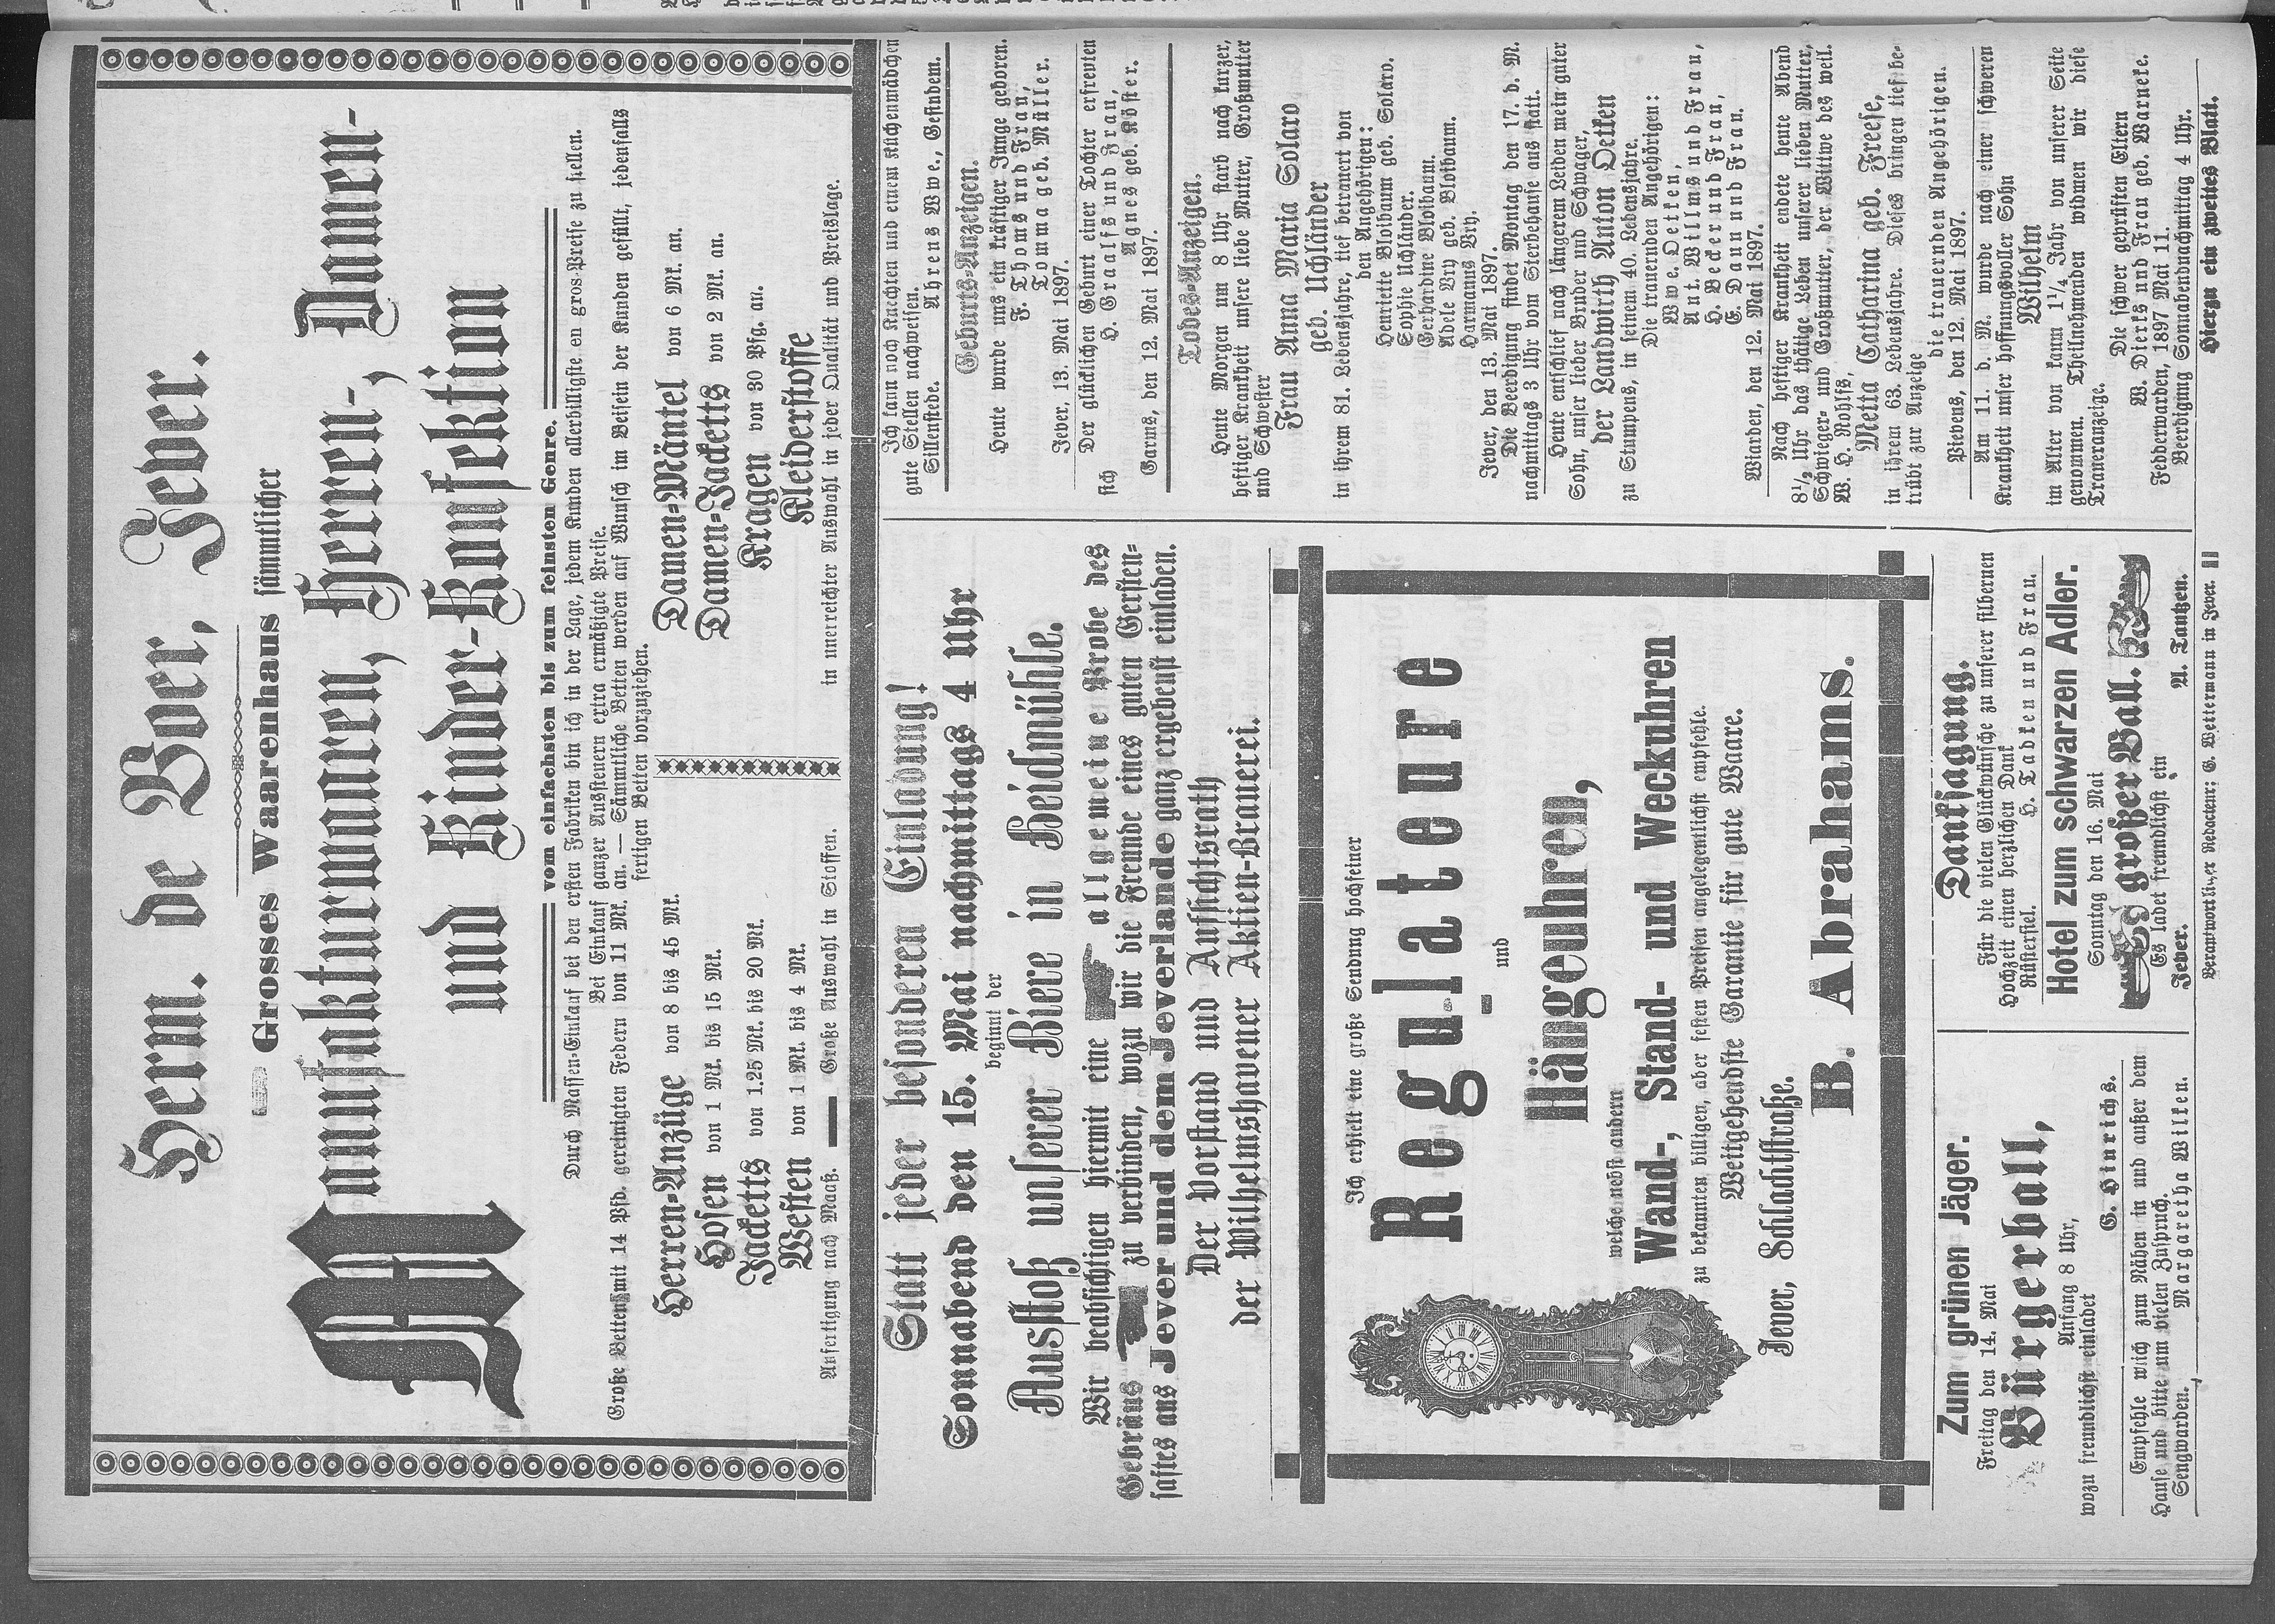 Herm. de Boer, Jever.
Grosses Waarenhaus sämmtlicher
Manufakturwaren, Herren-, Damen-
und Kinder-Konfektion
vom einfachsten bis zum feinsten Genre.
Durch Massen-Einkauf bei den ersten Fabriken bin ich in der Lage, jedem Kunden allerbilligste en gros-Preise zu stellen.
Bei Einkauf ganzer Aussteuern extra ermäßigte Preise.
Große Betten mit 14 Pfd. gereinigten Federn von 11 Mk. an. — Sämmtliche Betten werden auf Wunsch im Beisein der Kunden gefüllt, jedenfalls
fertigen Betten vorzuziehen.
Herren-Anzüge von 8 bis 45 Mk.
Hosen von 1 Mk. bis 15 Mk.
Jacketts von 1.25 Mk. bis 20 Mk.
Westen von 1 Mk. bis 4 Mk.
Anfertigung nach Maaß. — Große Auswahl in Stoffen.
Damen-Mäntel von 6 Mk. an.
Damen-Jacketts von 2 Mk. an.
Kragen von 30 Pfg. an.
Kleiderstoffe
in unerreichter Auswahl in jeder Qualität und Preislage.
Statt jeder besonderen Einladung!
Sonnabend den 15. Mai nachmittags 4 Uhr
beginnt der
Ausstoß unserer Biere in Heidmühle.
Wir beabsichtigen hiermit eine allgemeine Probe des
Gebräus zu verbinden, wozu wir die Freunde eines guten Gersten-
saftes aus Jever und dem Jeverlande ganz ergebenst einladen.
Der Vorstand und Aufsichtsrath
der Wilhelmshavener Aktien-Brauerei.
Ich erhielt eine große Sendung hochfeiner
Regulateure
und
Hängeuhren,
welche nebst andern
Wand-, Stand- und Weckuhren
zu bekannten billigen, aber festen Preisen angelegentlichst empfehle.
Weitgehendste Garantie für gute Waare.
Jever, Schlachtstraße.
B. Abrahams.
Zum grünen Jäger.
Freitag den 14. Mai
Bürgerball,
Anfang 8 Uhr,
wozu freundlichst einladet
G. Hinrichs.
Empfehle mich zum Nähen in und außer dem
Hause und bitte um vielen Zuspruch.
Sengwarden. Margaretha Wilken.
Danksagung.
Für die vielen Glückwünsche zu unserer silbernen
Hochzeit einen herzlichen Dank
Rüstersiel. H. Tadken und Frau.
Hotel zum schwarzen Adler.
Sonntag den 16. Mai
großer Ball.
Es ladet freundlichst ein
Jever. A. Tantzen.
Ich kann noch Knechten und einem Küchenmädchen
gute Stellen nachweisen.
Sillenstede. Ahrens Wwe., Gesindevm.
Geburts-Anzeigen.
Heute wurde uns ein kräftiger Junge geboren.
F. Thoms und Frau,
Tomma geb. Müller.
Jever, 13. Mai 1897.
Der glücklichen Geburt einer Tochter erfreuten
sich H. Graalfs und Frau,
Agnes geb. Köster.
Garms, den 12. Mai 1897.
Todes-Anzeigen.
Heute Morgen um 8 Uhr starb nach kurzer,
heftiger Krankheit unsere liebe Mutter, Großmutter
und Schwester
Frau Anna Maria Solaro
geb. Uchländer
in ihrem 81. Lebensjahre, tief betrauert von
den Angehörigen:
Henriette Bloibaum geb. Solaro.
Sophie Uchländer.
Gerhardine Bloibaum.
Adele Bry geb. Bloibaum.
Harmanus Bry.
Jever, den 13. Mai 1897.
Die Beerdigung findet Montag den 17. d. M.
nachmittags 3 Uhr vom Sterbehause aus statt.
Heute entschlief nach längerem Leiden mein guter
Sohn, unser lieber Bruder und Schwager,
der Landwirth Anton Detten
zu Stumpens, in seinem 40. Lebensjahre.
Die trauernden Angehörigen:
Wwe. Detten,
Ant. Willms und Frau,
H. Becker und Frau,
E. Daun und Frau.
Wiarden, den 12. Mai 1897.
Nach heftiger Krankheit endete heute Abend
8½ Uhr das thätige Leben unserer lieben Mutter,
Schwieger- und Großmutter, der Wittwe des weil.
W. H. Rohlfs,
Metta Catharina geb. Freese,
in ihrem 63. Lebensjahre. Dieses bringen tief be-
trübt zur Anzeige
die trauernden Angehörigen.
Pievens, den 12. Mai 1897.
Am 11. d. M. wurde nach einer schweren
Krankheit unser hoffnungsvoller Sohn
Wilhelm
im Alter von kaum 1¼ Jahr von unserer Seite
genommen. Theilnehmenden widmen wir diese
Traueranzeige.
Die schwer geprüften Eltern
W. Dierks und Frau geb. Warneke.
Fedderwarden, 1897 Mai 11.
Beerdigung Sonnabendnachmittag 4 Uhr.
Hierzu ein zweites Blatt.
Verantwortlicher Redacteur: G. Wettermann in Jever.